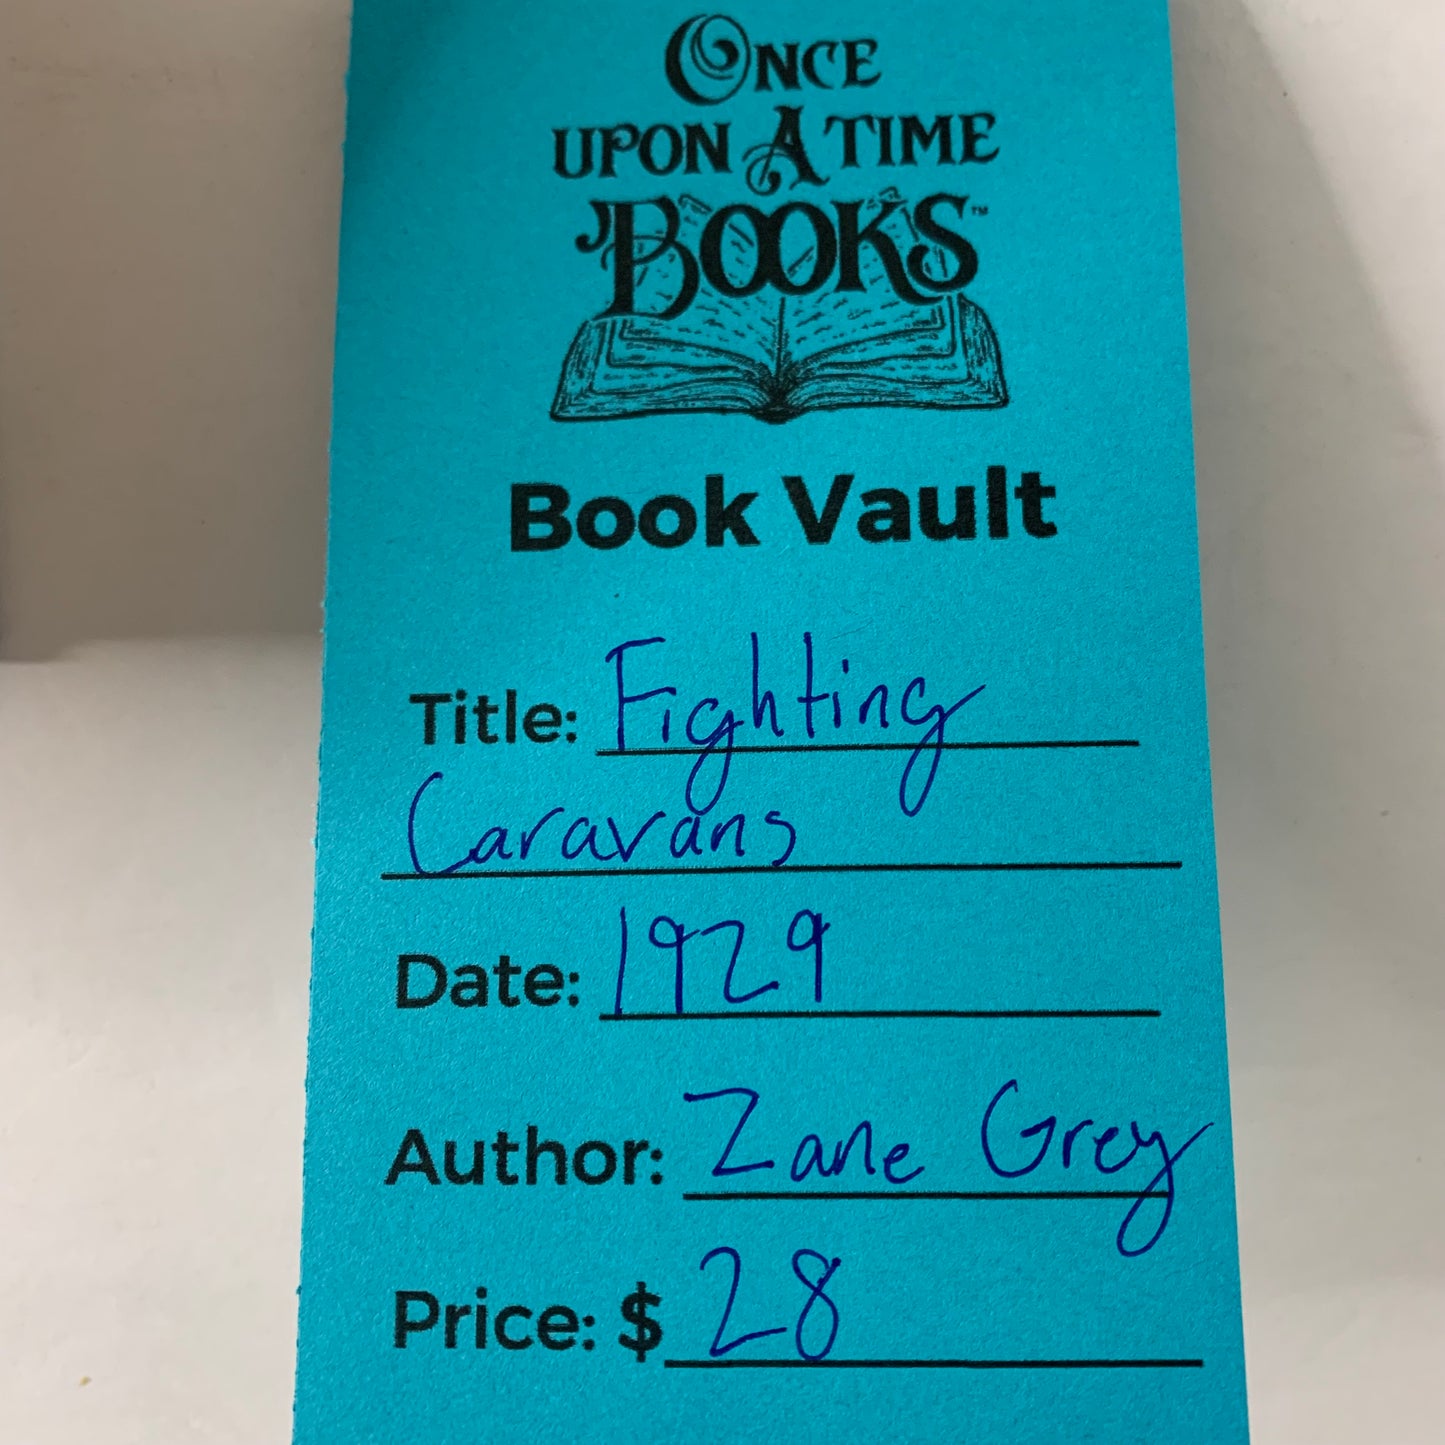 ONCE
UPON A TIME
BOOKS™
Book Vault
Title: Fighting
Caravans
Date: 1929
Author: Zane Grey
Price: $28